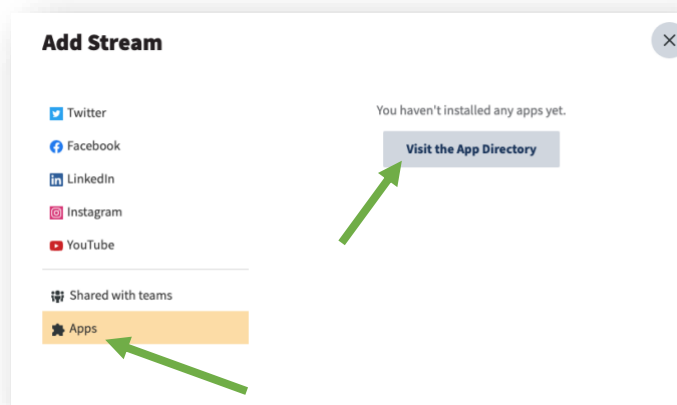 Add Stream
Twitter
Facebook
LinkedIn
Instagram
YouTube
Shared with teams
Apps
You haven't installed any apps yet.
Visit the App Directory